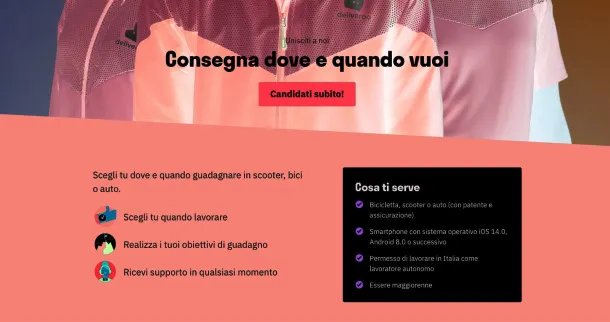 deliveroo
deliveroo
Unisciti a noi
Consegna dove e quando vuoi
Candidati subito!
Scegli tu dove e quando guadagnare in scooter, bici
o auto.
Scegli tu quando lavorare
Realizza i tuoi obiettivi di guadagno
Ricevi supporto in qualsiasi momento
Cosa ti serve
Bicicletta, scooter o auto (con patente e
assicurazione)
Smartphone con sistema operativo iOS 14.0,
Android 8.0 o successivo
Permesso di lavorare in Italia come
lavoratore autonomo
Essere maggiorenne